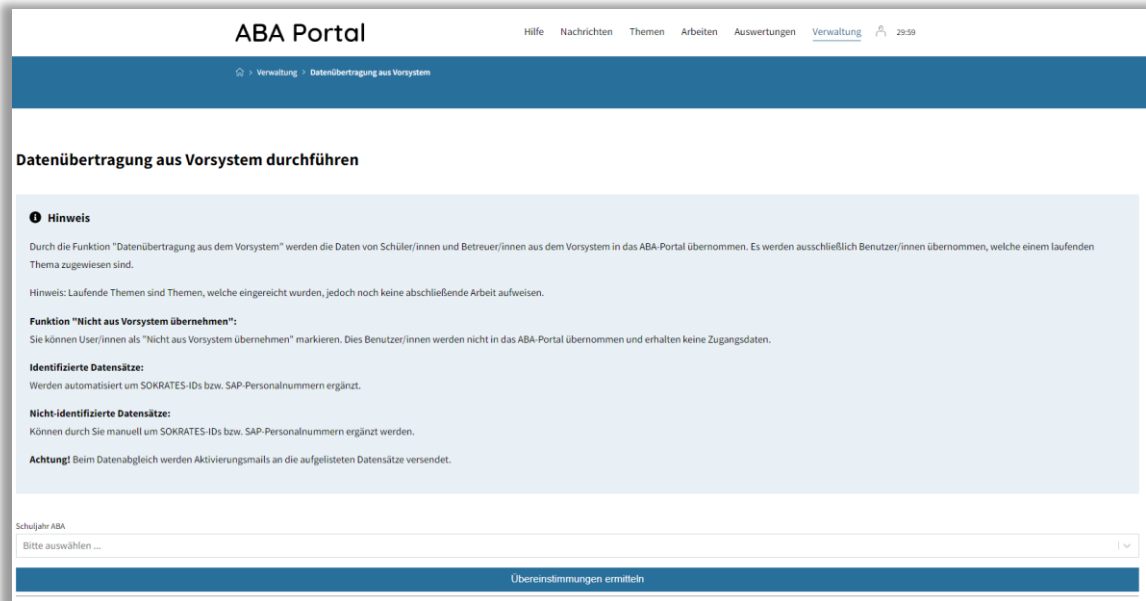 ABA Portal
Hilfe Nachrichten Themen Arbeiten Auswertungen Verwaltung 29:59
> Verwaltung > Datenübertragung aus Vorsystem
Datenübertragung aus Vorsystem durchführen
Hinweis
Durch die Funktion "Datenübertragung aus dem Vorsystem" werden die Daten von Schüler/innen und Betreuer/innen aus dem Vorsystem in das ABA-Portal übernommen. Es werden ausschließlich Benutzer/innen übernommen, welche einem laufenden
Thema zugewiesen sind.
Hinweis: Laufende Themen sind Themen, welche eingereicht wurden, jedoch noch keine abschließende Arbeit aufweisen.
Funktion "Nicht aus Vorsystem übernehmen":
Sie können User/innen als "Nicht aus Vorsystem übernehmen" markieren. Dies Benutzer/innen werden nicht in das ABA-Portal übernommen und erhalten keine Zugangsdaten.
Identifizierte Datensätze:
Werden automatisiert um SOKRATES-IDs bzw. SAP-Personalnummern ergänzt.
Nicht-identifizierte Datensätze:
Können durch Sie manuell um SOKRATES-IDs bzw. SAP-Personalnummern ergänzt werden.
Achtung! Beim Datenabgleich werden Aktivierungsmails an die aufgelisteten Datensätze versendet.
Schuljahr ABA
Bitte auswählen ...
Übereinstimmungen ermitteln